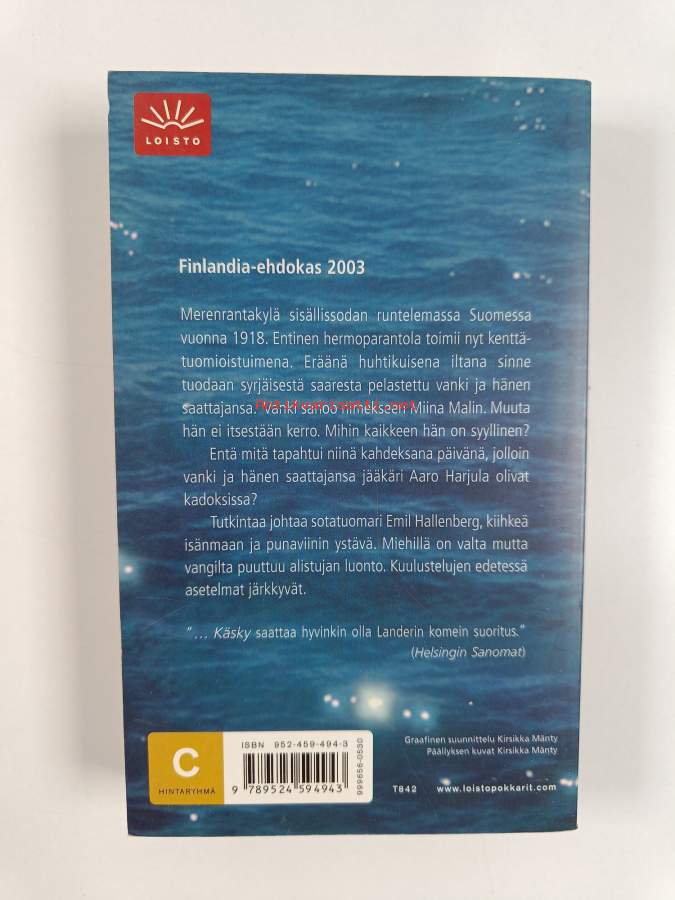 LOISTO
Finlandia-ehdokas 2003
Merenrantakylä sisällissodan runtelemassa Suomessa
vuonna 1918. Entinen hermoparantola toimii nyt kenttä-
tuomioistuimena. Eräänä huhtikuisena iltana sinne
tuodaan syrjäisestä saaresta pelastettu vanki ja hänen
saattajansa. Vanki sanoo nimekseen Miina Malin. Muuta
hän ei itsestään kerro. Mihin kaikkeen hän on syyllinen?
Entä mitä tapahtui niinä kahdeksana päivänä, jolloin
vanki ja hänen saattajansa jääkäri Aaro Harjula olivat
kadoksissa?
Tutkintaa johtaa sotatuomari Emil Hallenberg, kiihkeä
isänmaan ja punaviinin ystävä. Miehillä on valta mutta
vangilta puuttuu alistujan luonto. Kuulustelujen edetessä
asetelmat järkkyvät.
"... Käsky saattaa hyvinkin olla Landerin komein suoritus."
(Helsingin Sanomat)
Graafinen suunnittelu Kirsikka Mänty
Päällyksen kuvat Kirsikka Mänty
C
HINTARYHMÄ
ISBN 952-459-494-3
9 789524 594943
999656-0530
T842 www.loistopokkarit.com